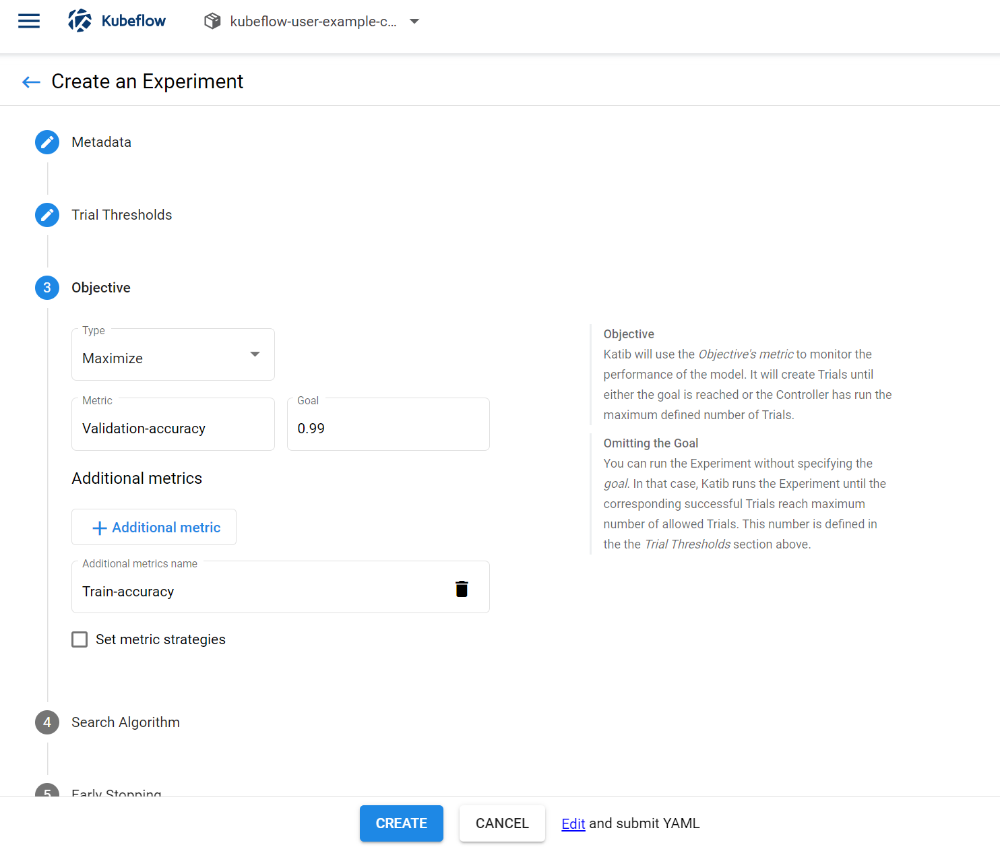 Kubeflow
kubeflow-user-example-c...
Create an Experiment
Metadata
Trial Thresholds
3 Objective
Type
Maximize
Metric
Validation-accuracy
Goal
0.99
Additional metrics
Additional metric
Additional metrics name
Train-accuracy
Set metric strategies
Objective
Katib will use the Objective's metric to monitor the
performance of the model. It will create Trials until
either the goal is reached or the Controller has run the
maximum defined number of Trials.
Omitting the Goal
You can run the Experiment without specifying the
goal. In that case, Katib runs the Experiment until the
corresponding successful Trials reach maximum
number of allowed Trials. This number is defined in
the the Trial Thresholds section above.
4 Search Algorithm
5 Early Stopping
CREATE
CANCEL
Edit and submit YAML